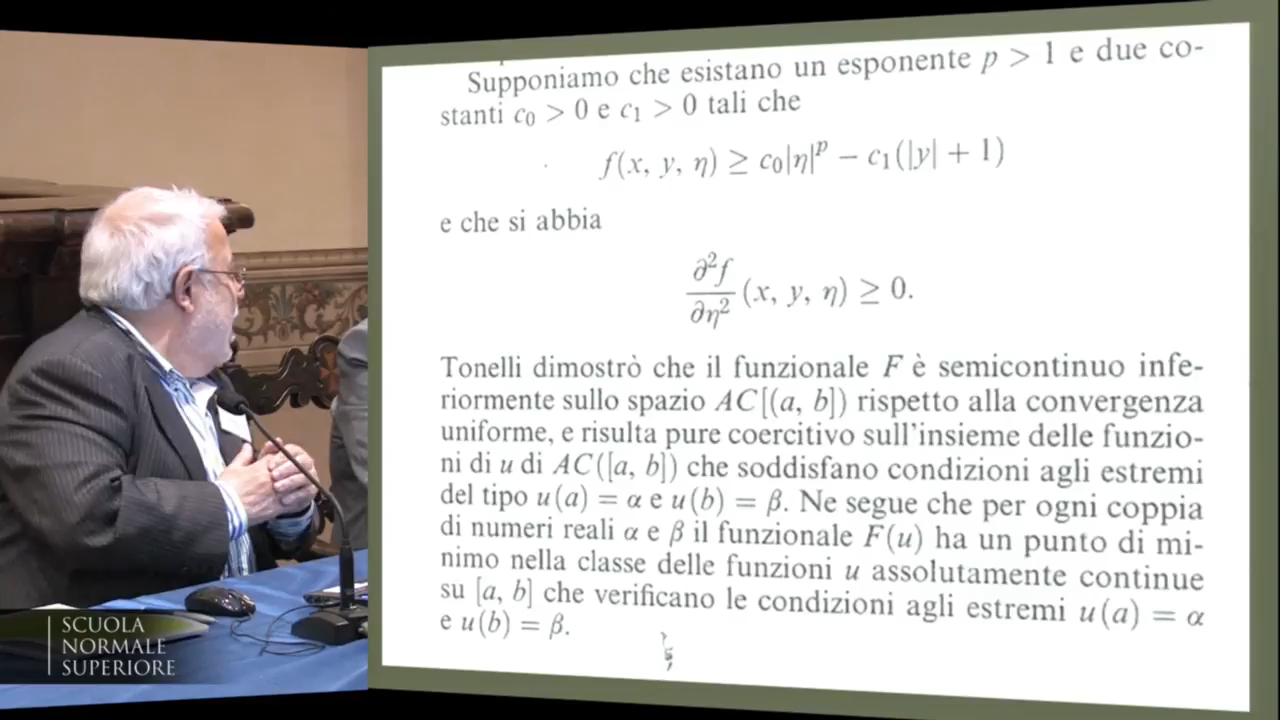 Supponiamo che esistano un esponente p > 1 e due co-
stanti c₀ > 0 e c₁ > 0 tali che
f(x, y, η) ≥ c₀|η|ᵖ − c₁(|y| + 1)
e che si abbia
∂²f/∂η² (x, y, η) ≥ 0.
Tonelli dimostrò che il funzionale F è semicontinuo infe-
riormente sullo spazio AC[(a, b]) rispetto alla convergenza
uniforme, e risulta pure coercitivo sull'insieme delle funzio-
ni di u di AC([a, b]) che soddisfano condizioni agli estremi
del tipo u(a) = α e u(b) = β. Ne segue che per ogni coppia
di numeri reali α e β il funzionale F(u) ha un punto di mi-
nimo nella classe delle funzioni u assolutamente continue
su [a, b] che verificano le condizioni agli estremi u(a) = α
e u(b) = β.
SCUOLA
NORMALE
SUPERIORE